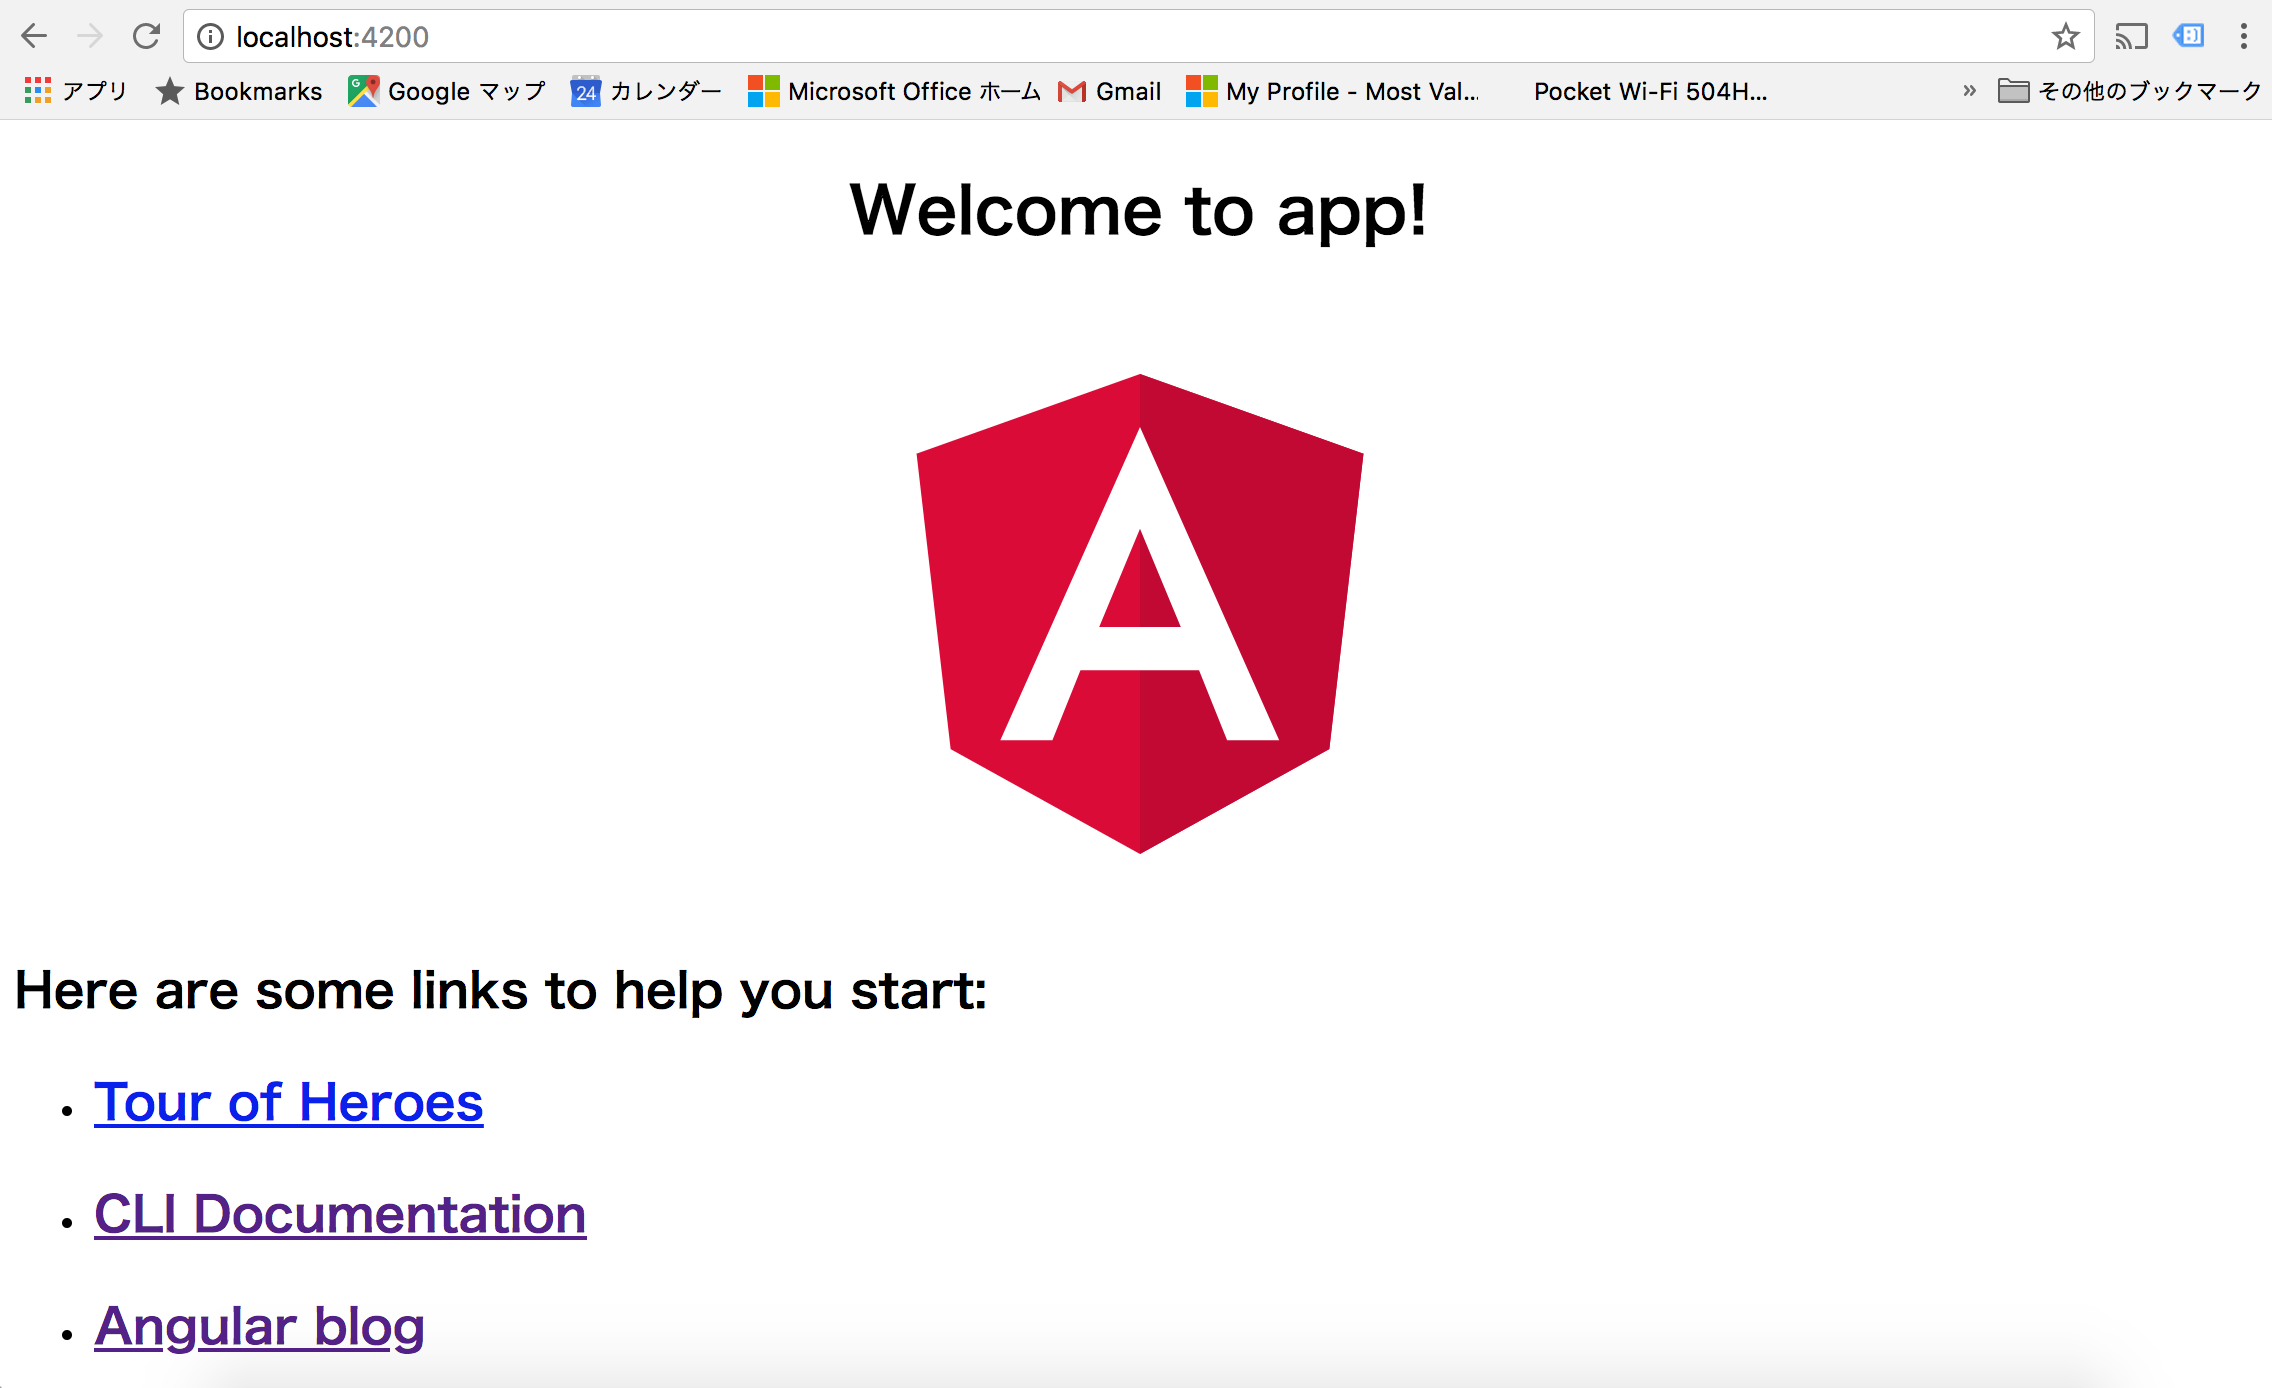 localhost:4200
アプリ Bookmarks Google マップ 24 カレンダー Microsoft Office ホーム Gmail My Profile - Most Val... Pocket Wi-Fi 504H... » その他のブックマーク
Welcome to app!
A
Here are some links to help you start:
• Tour of Heroes
• CLI Documentation
• Angular blog